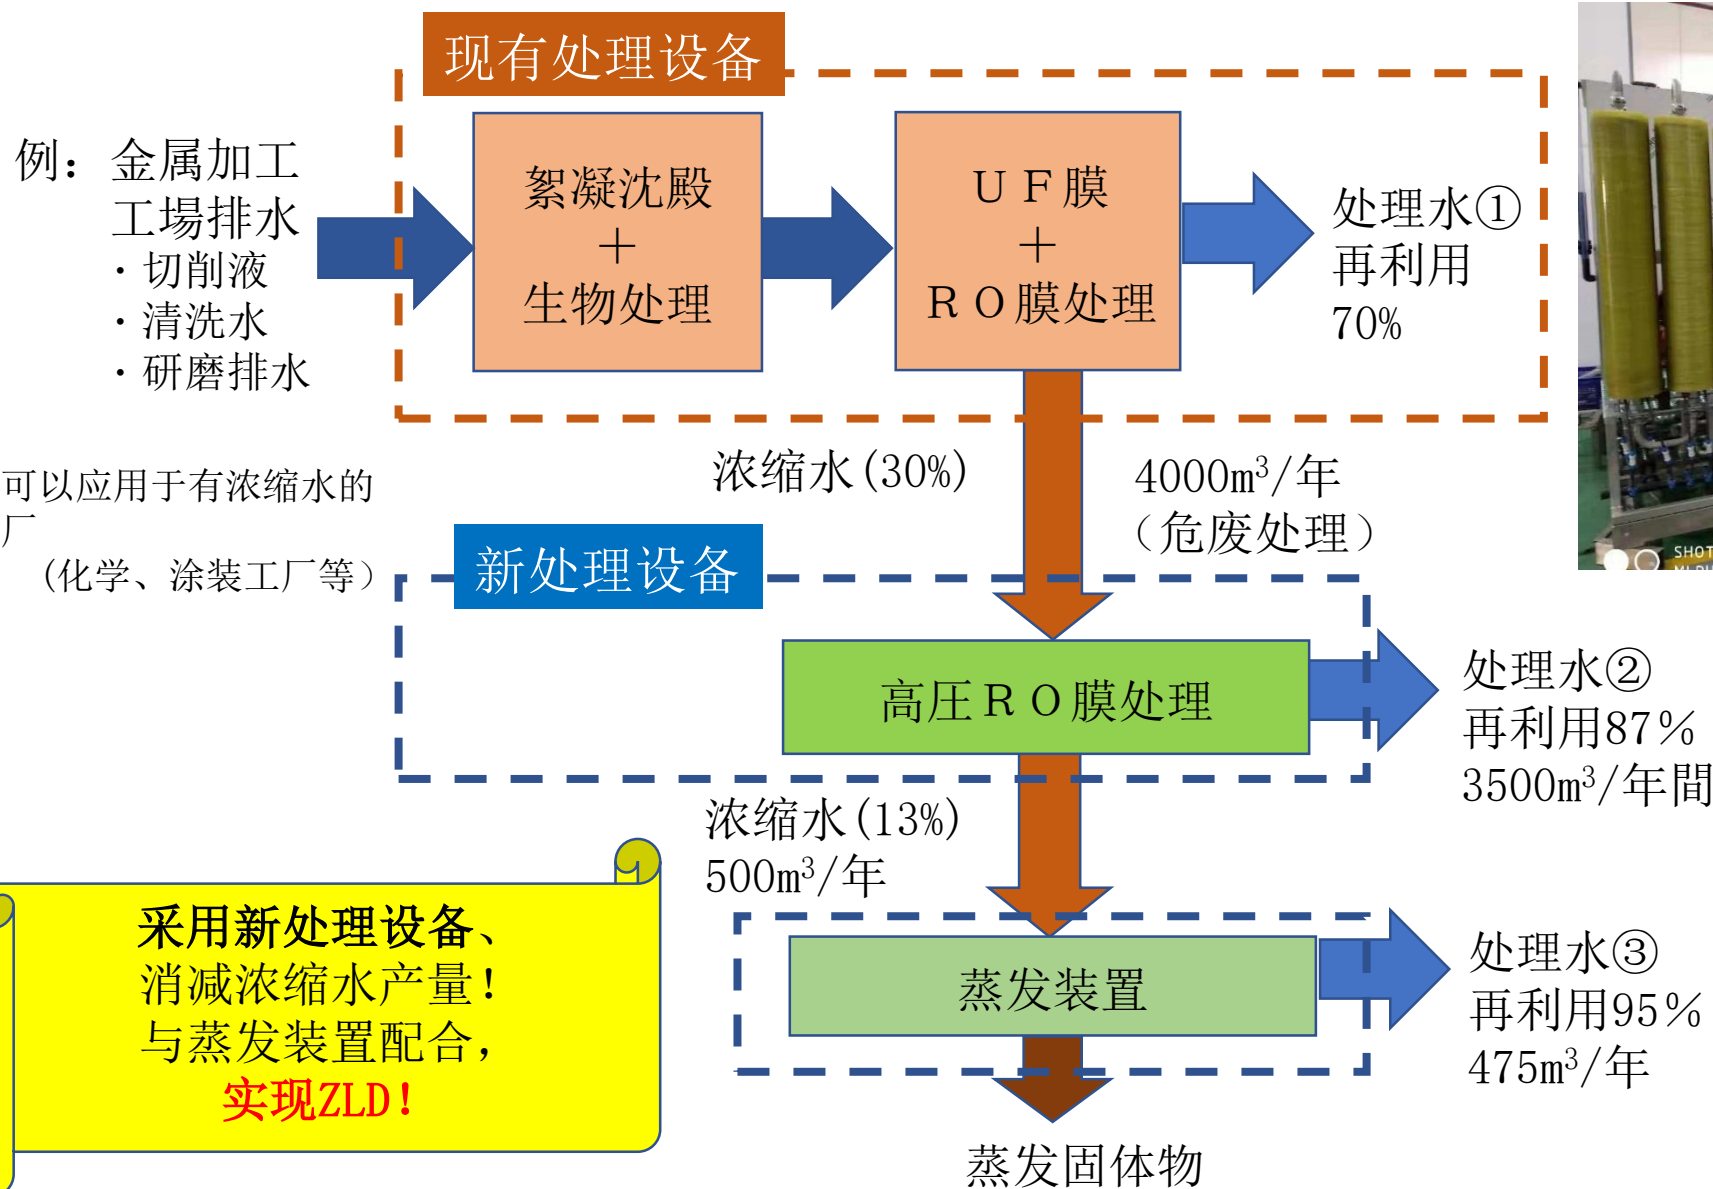 现有处理设备
例：金属加工
工場排水
・切削液
・清洗水
・研磨排水
絮凝沈殿
＋
生物处理
ＵＦ膜
＋
ＲＯ膜处理
处理水①
再利用
70%
浓缩水(30%)
4000m³/年
（危废处理）
可以应用于有浓缩水的
厂
(化学、涂装工厂等）
新处理设备
高圧ＲＯ膜处理
处理水②
再利用87％
3500m³/年間
浓缩水(13%)
500m³/年
蒸发装置
处理水③
再利用95％
475m³/年
蒸发固体物
采用新处理设备、
消减浓缩水产量！
与蒸发装置配合，
实现ZLD！
SHOT